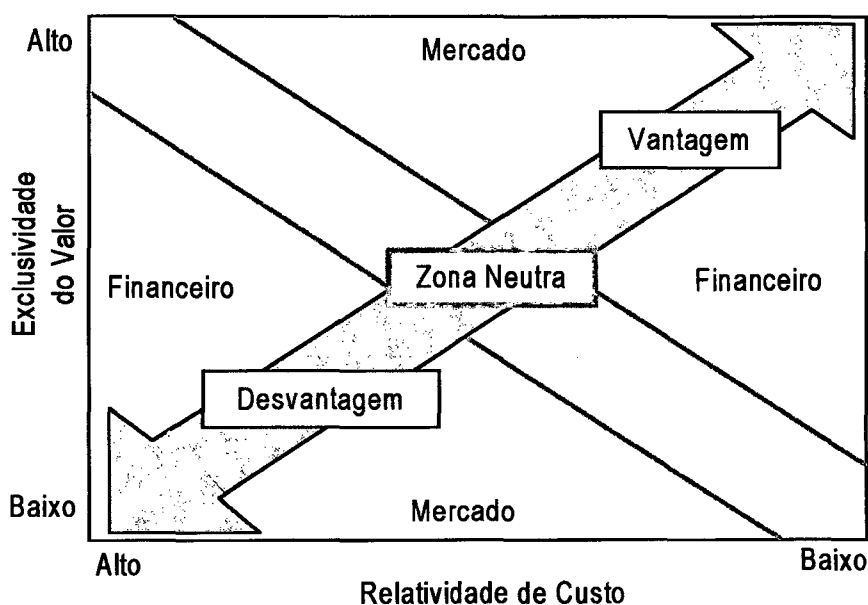 Alto
Mercado
Vantagem
Exclusividade
do Valor
Zona Neutra
Financeiro
Financeiro
Desvantagem
Baixo
Mercado
Alto
Baixo
Relatividade de Custo